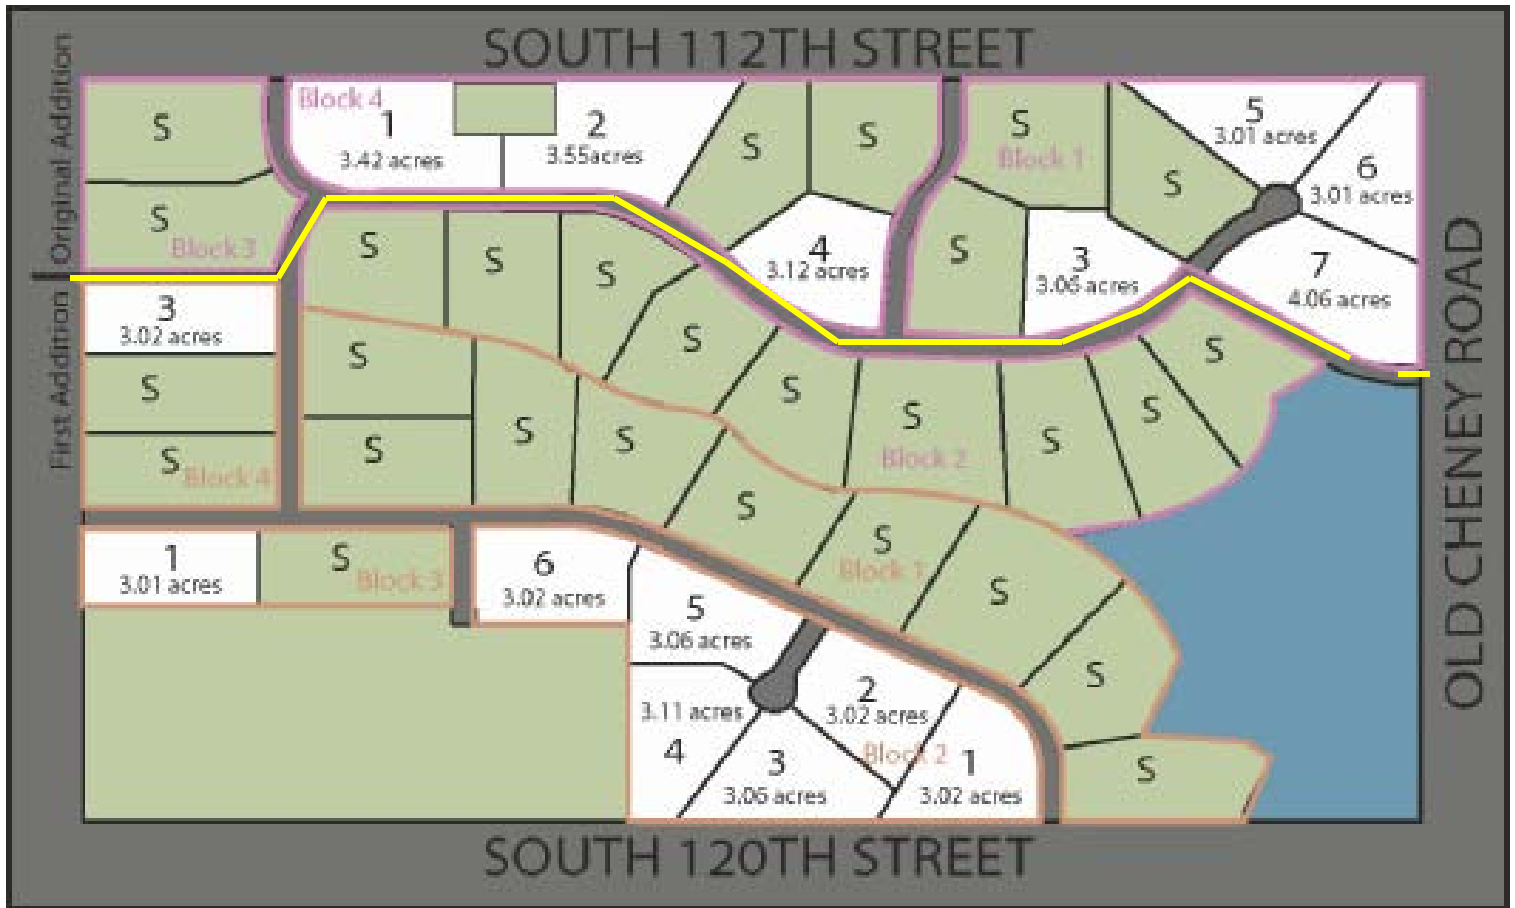 SOUTH 112TH STREET
Original Addition
First Addition
OLD CHENEY ROAD
S
Block 4
1
3.42 acres
2
3.55acres
S
S
S
Block 1
S
5
3.01 acres
6
3.01 acres
S
Block 3
S
S
S
4
3.12 acres
S
3
3.06 acres
7
4.06 acres
3
3.02 acres
S
S
S
S
S
S
Block 2
S
S
S
Block 4
S
S
S
S
1
3.01 acres
S
Block 3
6
3.02 acres
S
Block 1
S
5
3.06 acres
S
3.11 acres
4
2
3.02 acres
Block 2
3
3.06 acres
1
3.02 acres
S
SOUTH 120TH STREET